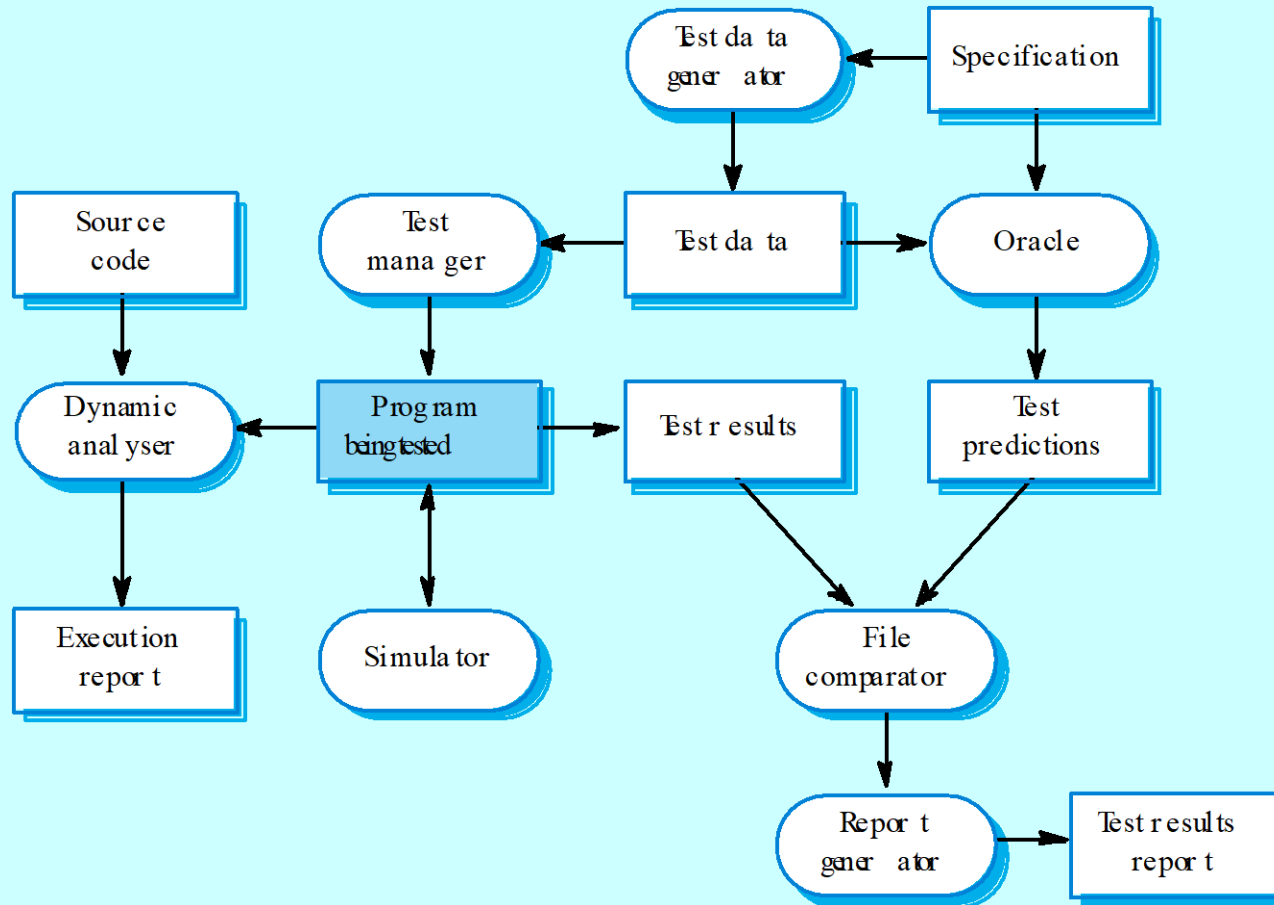 Test data
generator
Specification
Source
code
Test
manager
Test data
Oracle
Dynamic
analyser
Program
being tested
Test results
Test
predictions
Execution
report
Simulator
File
comparator
Report
generator
Test results
report